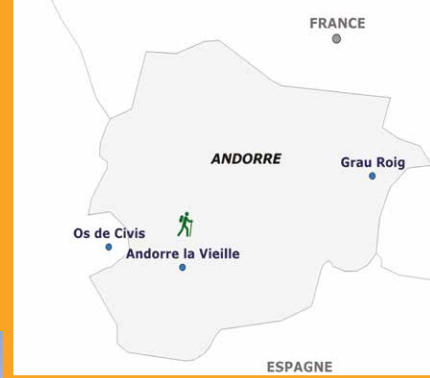 FRANCE
ANDORRE
Grau Roig
Os de Civis
Andorre la Vieille
ESPAGNE